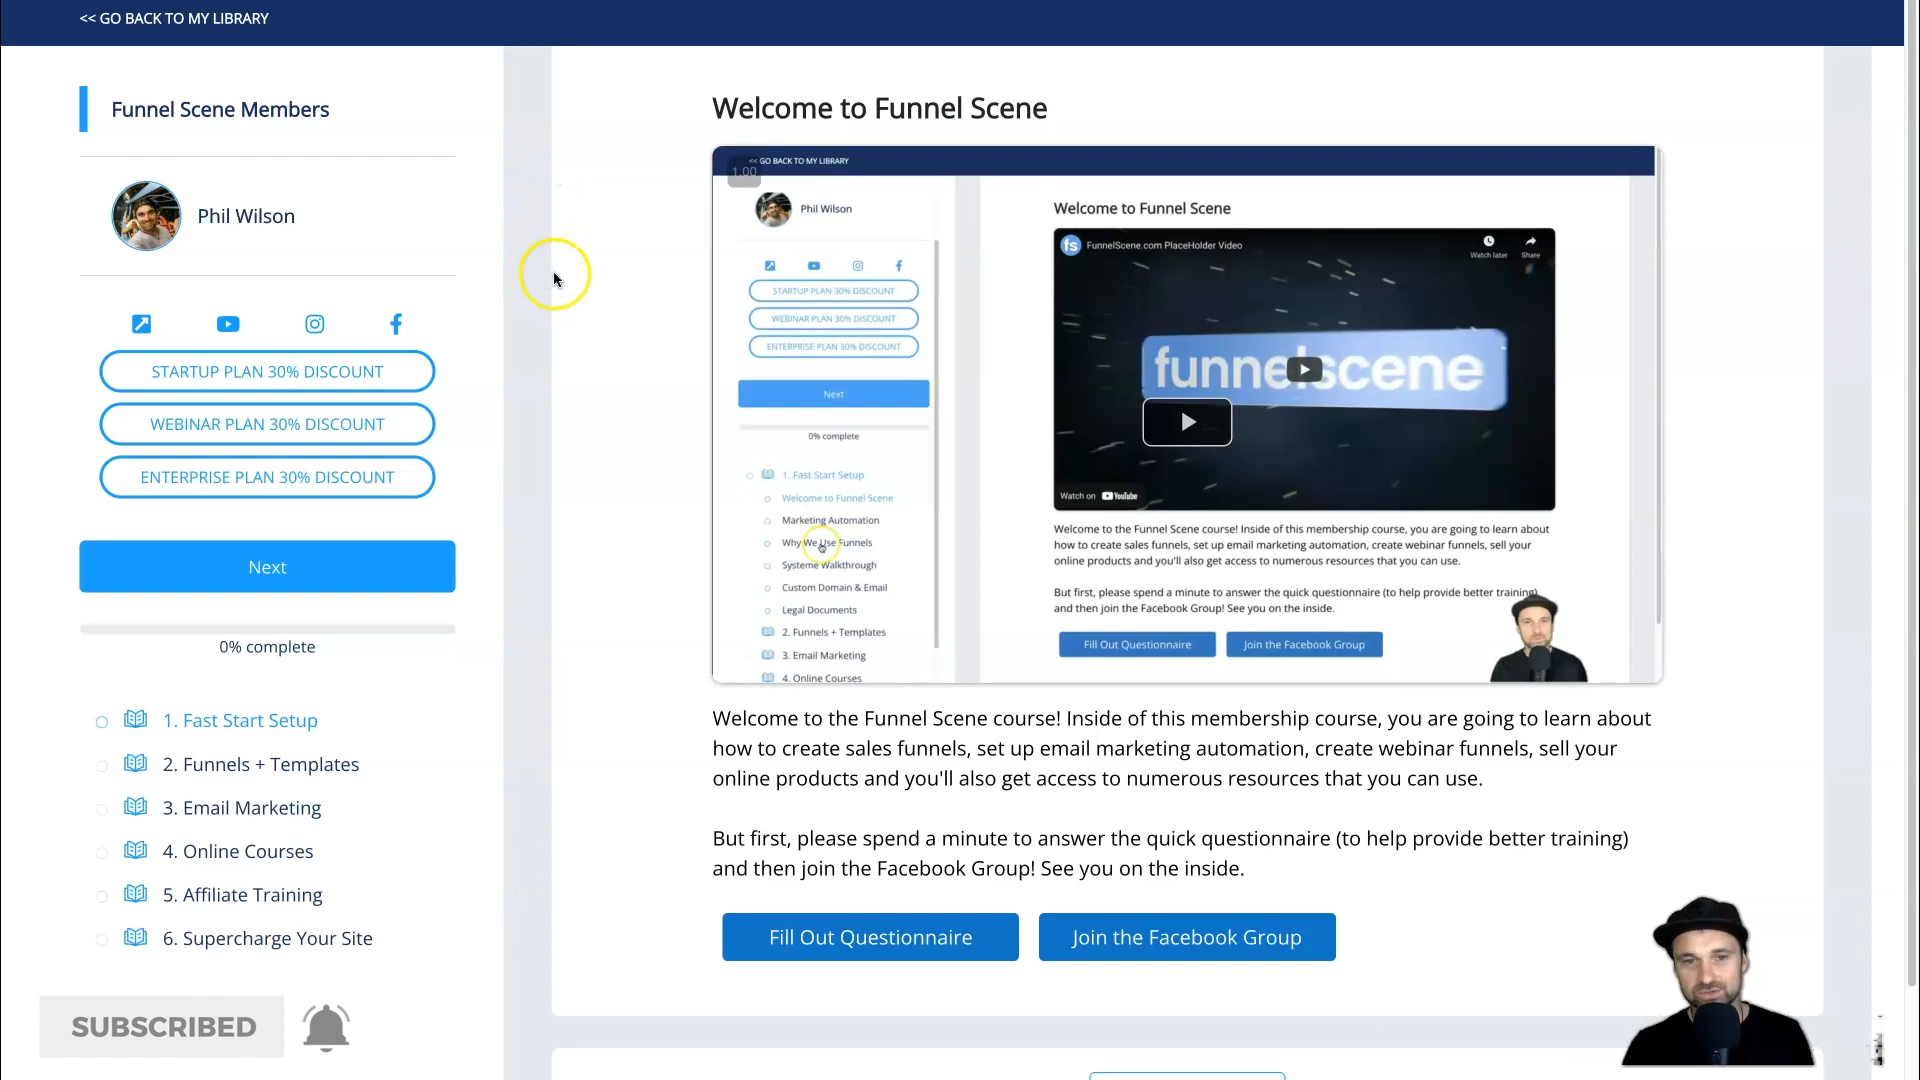 << GO BACK TO MY LIBRARY
Funnel Scene Members
Phil Wilson
STARTUP PLAN 30% DISCOUNT
WEBINAR PLAN 30% DISCOUNT
ENTERPRISE PLAN 30% DISCOUNT
Next
0% complete
1. Fast Start Setup
2. Funnels + Templates
3. Email Marketing
4. Online Courses
5. Affiliate Training
6. Supercharge Your Site
SUBSCRIBED
Welcome to Funnel Scene
<< GO BACK TO MY LIBRARY
1.00
Phil Wilson
STARTUP PLAN 30% DISCOUNT
WEBINAR PLAN 30% DISCOUNT
ENTERPRISE PLAN 30% DISCOUNT
Next
0% complete
1. Fast Start Setup
Welcome to Funnel Scene
Marketing Automation
Why We Use Funnels
Systeme Walkthrough
Custom Domain & Email
Legal Documents
2. Funnels + Templates
3. Email Marketing
4. Online Courses
Welcome to Funnel Scene
fs FunnelScene.com PlaceHolder Video
Watch later Share
funnelscene
Watch on YouTube
Welcome to the Funnel Scene course! Inside of this membership course, you are going to learn about
how to create sales funnels, set up email marketing automation, create webinar funnels, sell your
online products and you'll also get access to numerous resources that you can use.
But first, please spend a minute to answer the quick questionnaire (to help provide better training)
and then join the Facebook Group! See you on the inside.
Fill Out Questionnaire Join the Facebook Group
Welcome to the Funnel Scene course! Inside of this membership course, you are going to learn about
how to create sales funnels, set up email marketing automation, create webinar funnels, sell your
online products and you'll also get access to numerous resources that you can use.
But first, please spend a minute to answer the quick questionnaire (to help provide better training)
and then join the Facebook Group! See you on the inside.
Fill Out Questionnaire Join the Facebook Group